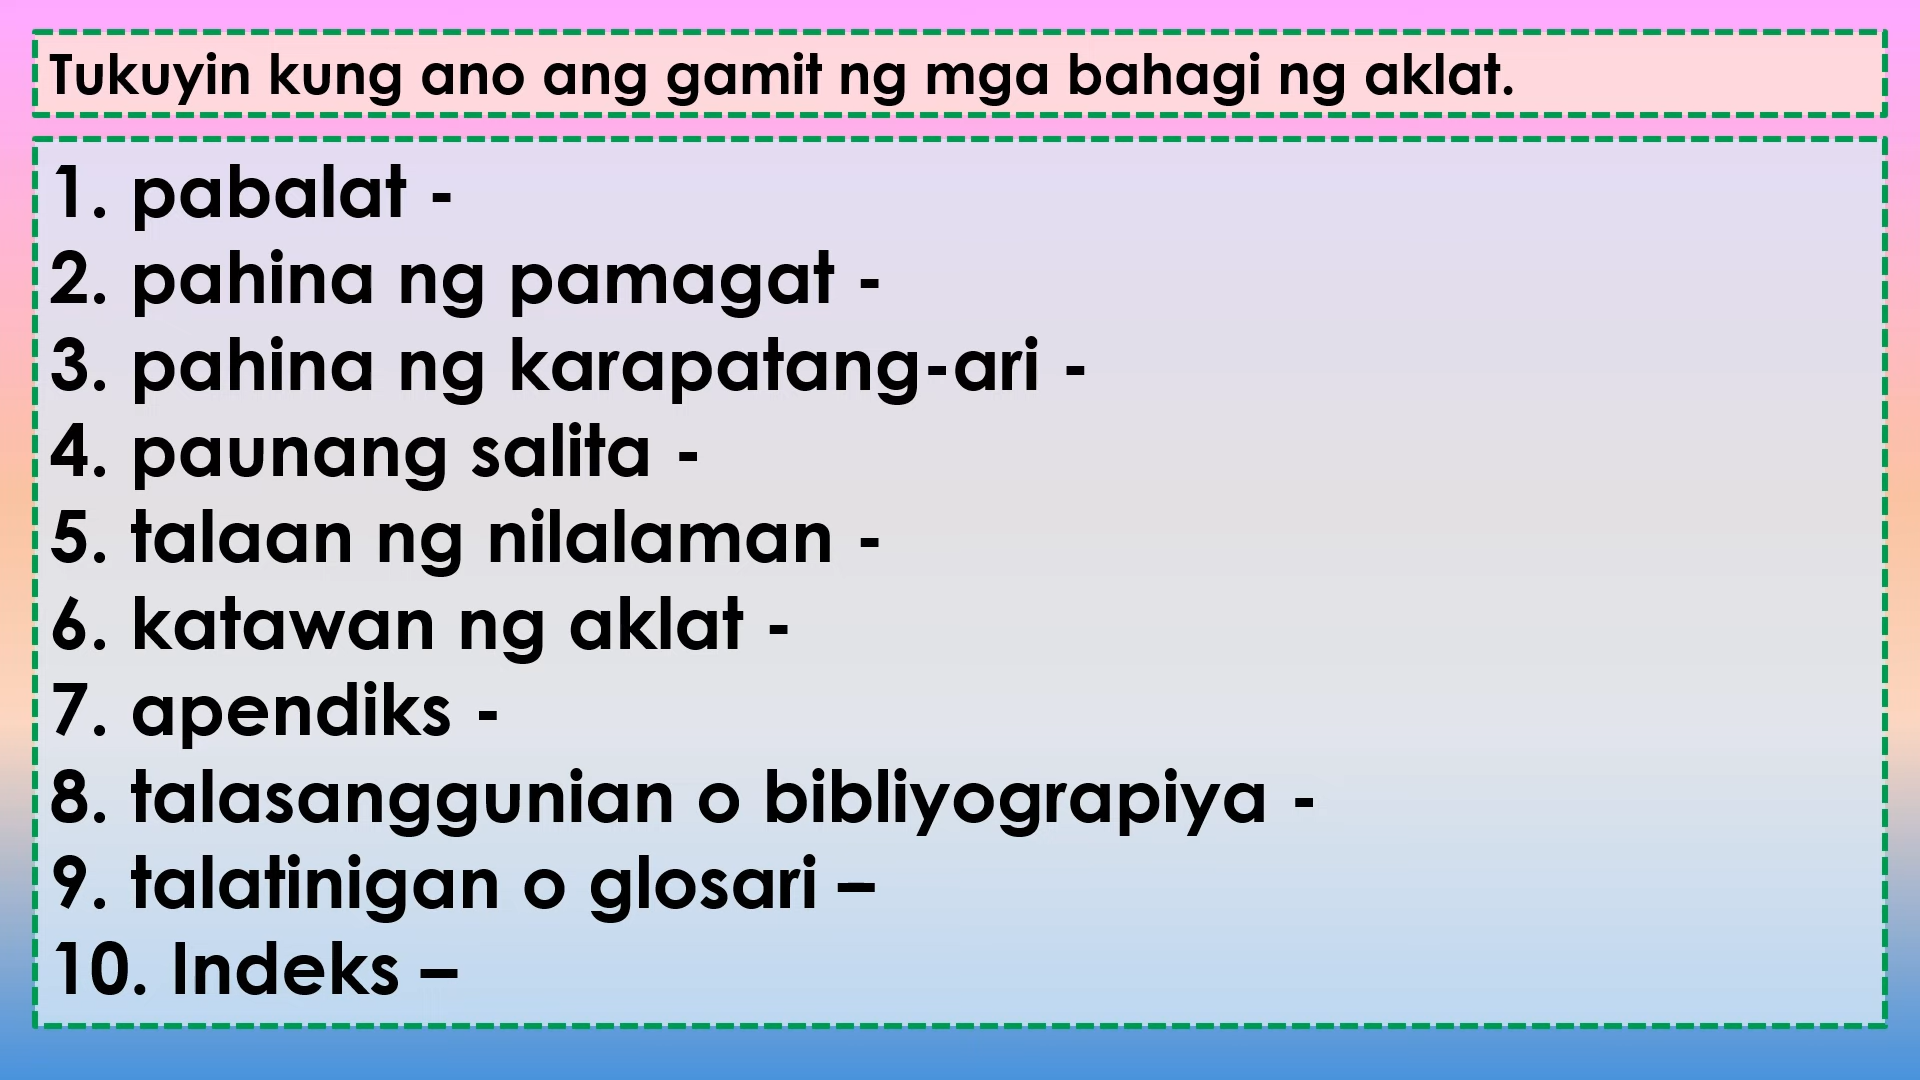 Tukuyin kung ano ang gamit ng mga bahagi ng aklat.
1. pabalat -
2. pahina ng pamagat -
3. pahina ng karapatang-ari -
4. paunang salita -
5. talaan ng nilalaman -
6. katawan ng aklat -
7. apendiks -
8. talasanggunian o bibliyograpiya -
9. talatinigan o glosari –
10. Indeks –